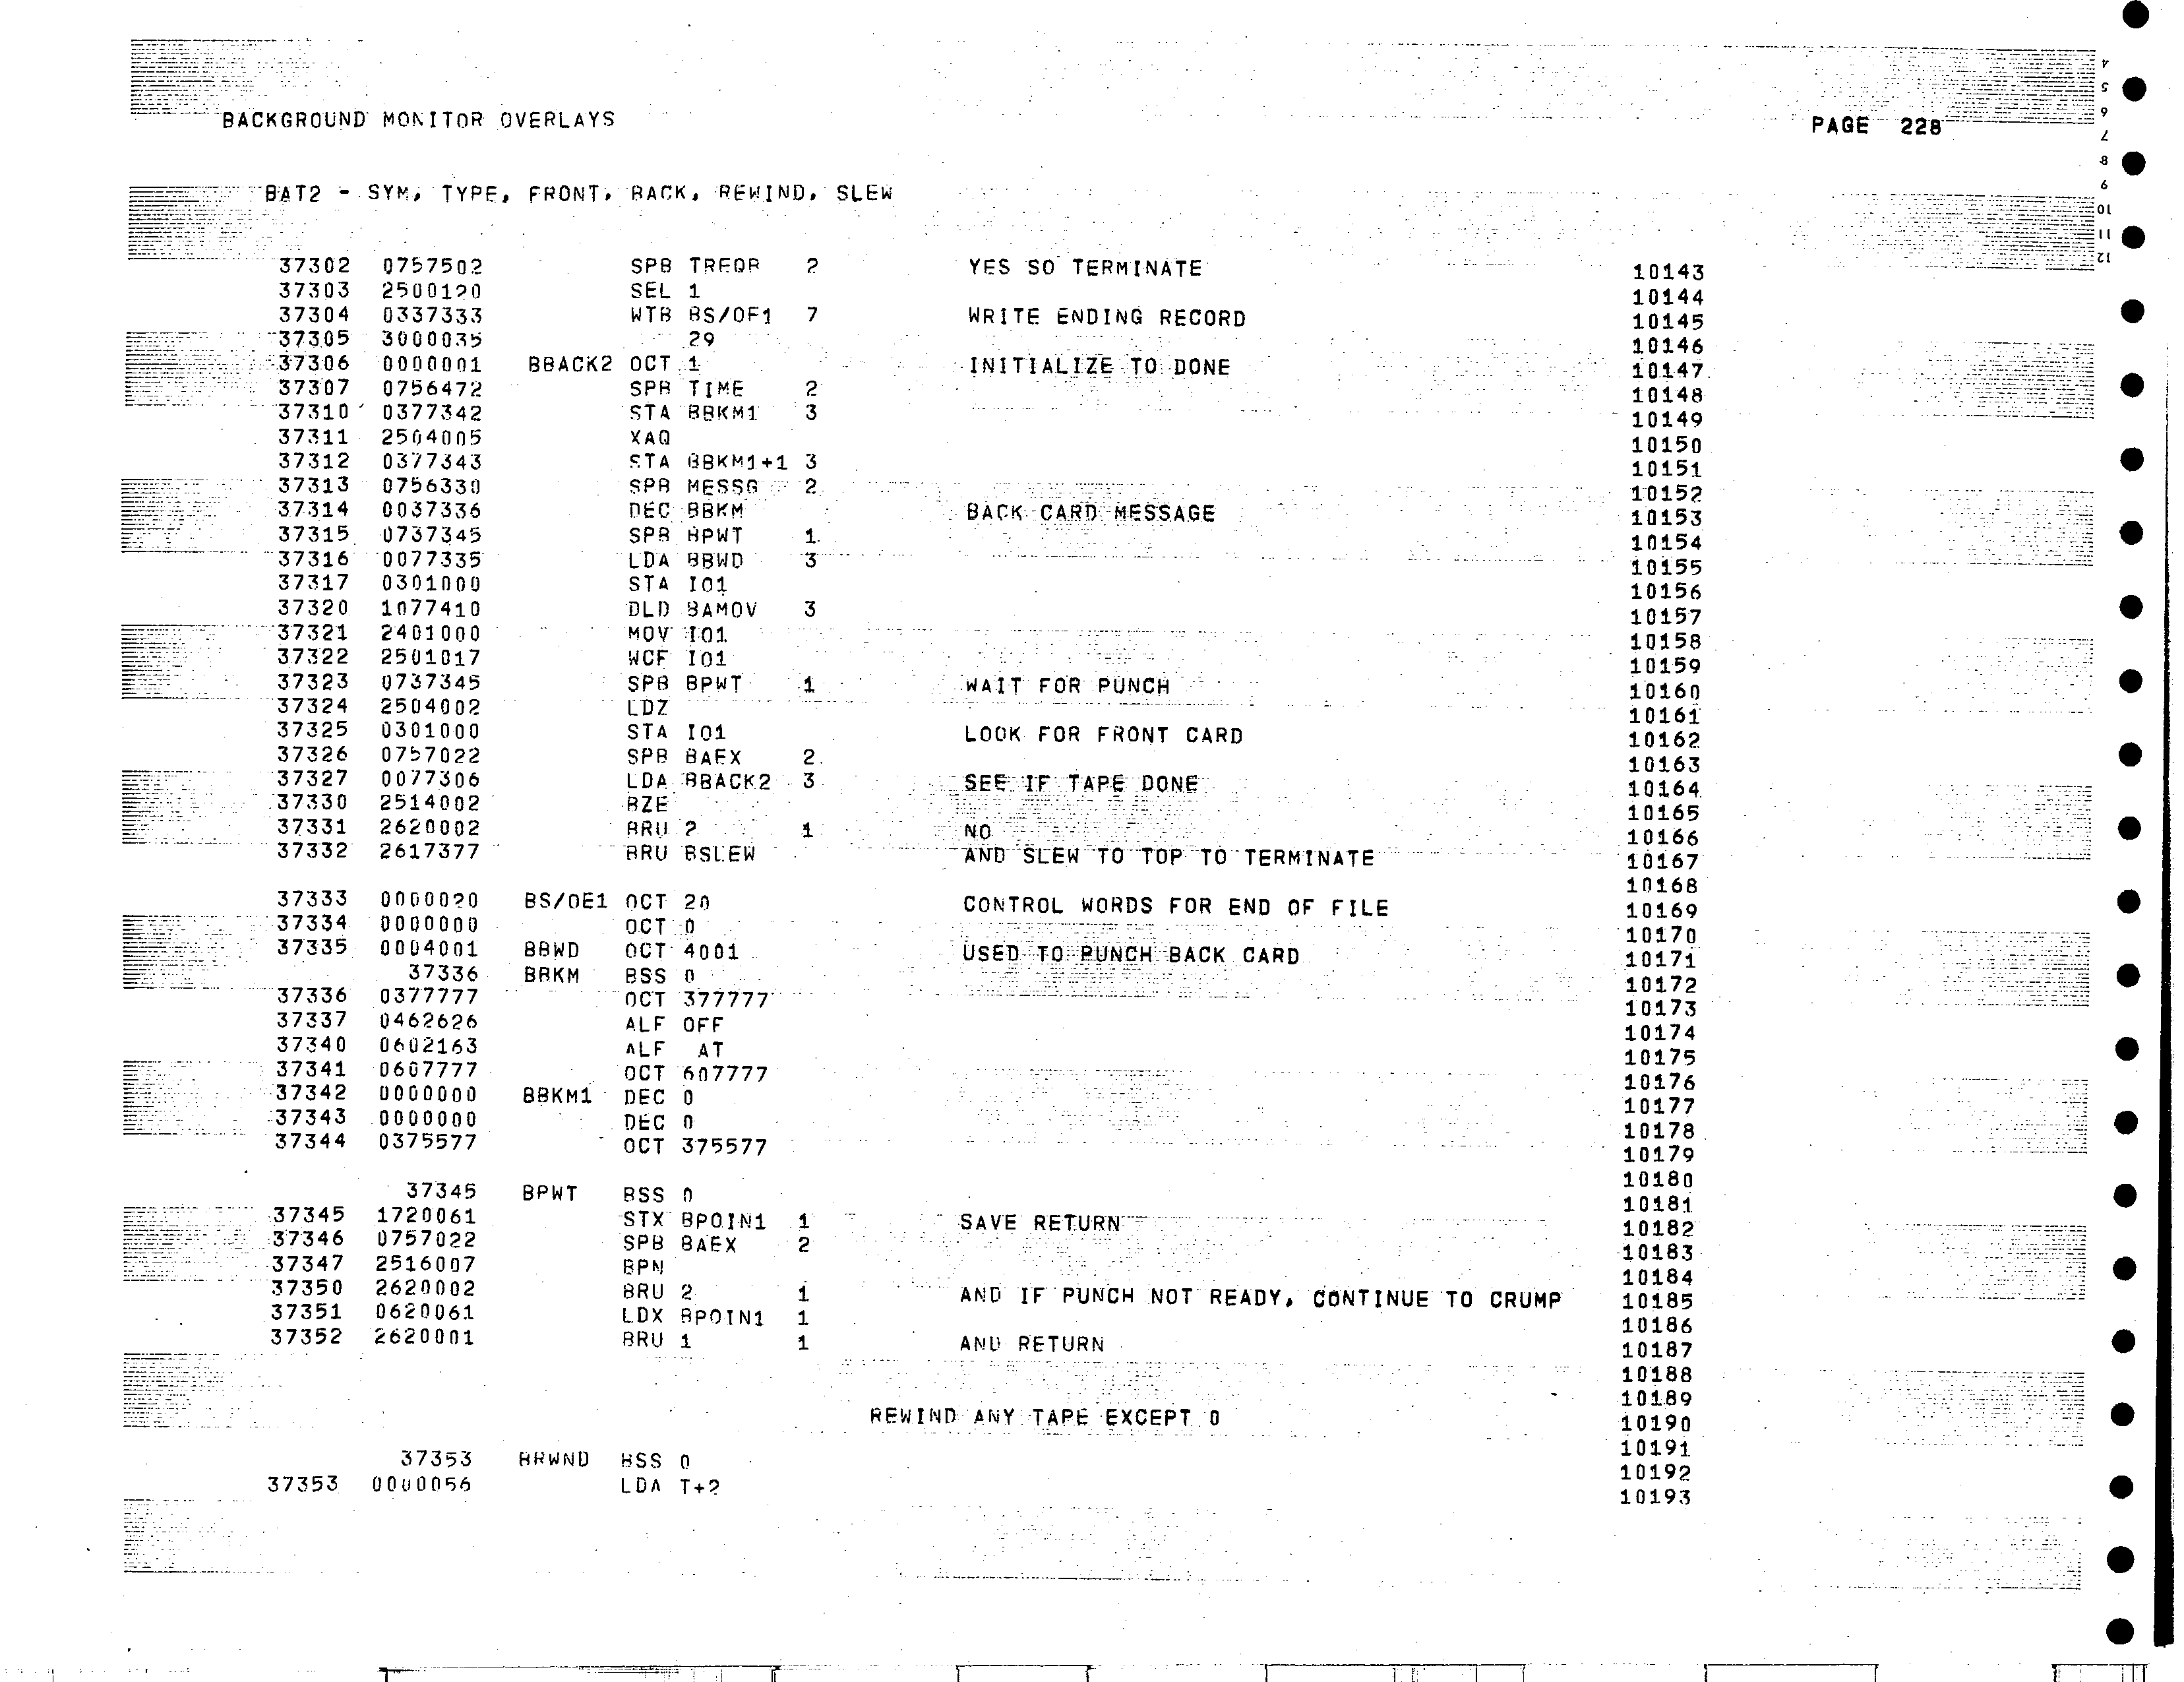 BACKGROUND MONITOR OVERLAYS PAGE 228
BAT2 - SYM, TYPE, FRONT, BACK, REWIND, SLEW
37302 0757502 SPB TREOR 2 YES SO TERMINATE 10143
37303 2500120 SEL 1 10144
37304 0337333 WTB BS/OF1 7 WRITE ENDING RECORD 10145
37305 3000035 29 10146
37306 0000001 BBACK2 OCT 1 INITIALIZE TO DONE 10147
37307 0756472 SPB TIME 2 10148
37310 0377342 STA BBKM1 3 10149
37311 2504005 XAQ 10150
37312 0377343 STA BBKM1+1 3 10151
37313 0756330 SPB MESSG 2 10152
37314 0037336 DEC BBKM BACK CARD MESSAGE 10153
37315 0737345 SPB BPWT 1 10154
37316 0077335 LDA BBWD 3 10155
37317 0301000 STA IO1 10156
37320 1077410 DLD BAMOV 3 10157
37321 2401000 MOV IO1 10158
37322 2501017 WCF IO1 10159
37323 0737345 SPB BPWT 1 WAIT FOR PUNCH 10160
37324 2504002 LDZ 10161
37325 0301000 STA IO1 LOOK FOR FRONT CARD 10162
37326 0757022 SPB BAEX 2 10163
37327 0077306 LDA BBACK2 3 SEE IF TAPE DONE 10164
37330 2514002 BZE 10165
37331 2620002 BRU 2 1 NO 10166
37332 2617377 BRU BSLEW AND SLEW TO TOP TO TERMINATE 10167
10168
37333 0000020 BS/OE1 OCT 20 CONTROL WORDS FOR END OF FILE 10169
37334 0000000 OCT 0 10170
37335 0004001 BBWD OCT 4001 USED TO PUNCH BACK CARD 10171
37336 BBKM BSS 0 10172
37336 0377777 OCT 377777 10173
37337 0462626 ALF OFF 10174
37340 0602163 ALF AT 10175
37341 0607777 OCT 607777 10176
37342 0000000 BBKM1 DEC 0 10177
37343 0000000 DEC 0 10178
37344 0375577 OCT 375577 10179
10180
37345 BPWT BSS 0 10181
37345 1720061 STX BPOIN1 1 SAVE RETURN 10182
37346 0757022 SPB BAEX 2 10183
37347 2516007 BPN 10184
37350 2620002 BRU 2 1 AND IF PUNCH NOT READY, CONTINUE TO CRUMP 10185
37351 0620061 LDX BPOIN1 1 10186
37352 2620001 BRU 1 1 AND RETURN 10187
10188
10189
REWIND ANY TAPE EXCEPT 0 10190
10191
37353 BRWND BSS 0 10192
37353 0000056 LDA T+2 10193
4
5
6
7
8
9
10
11
12